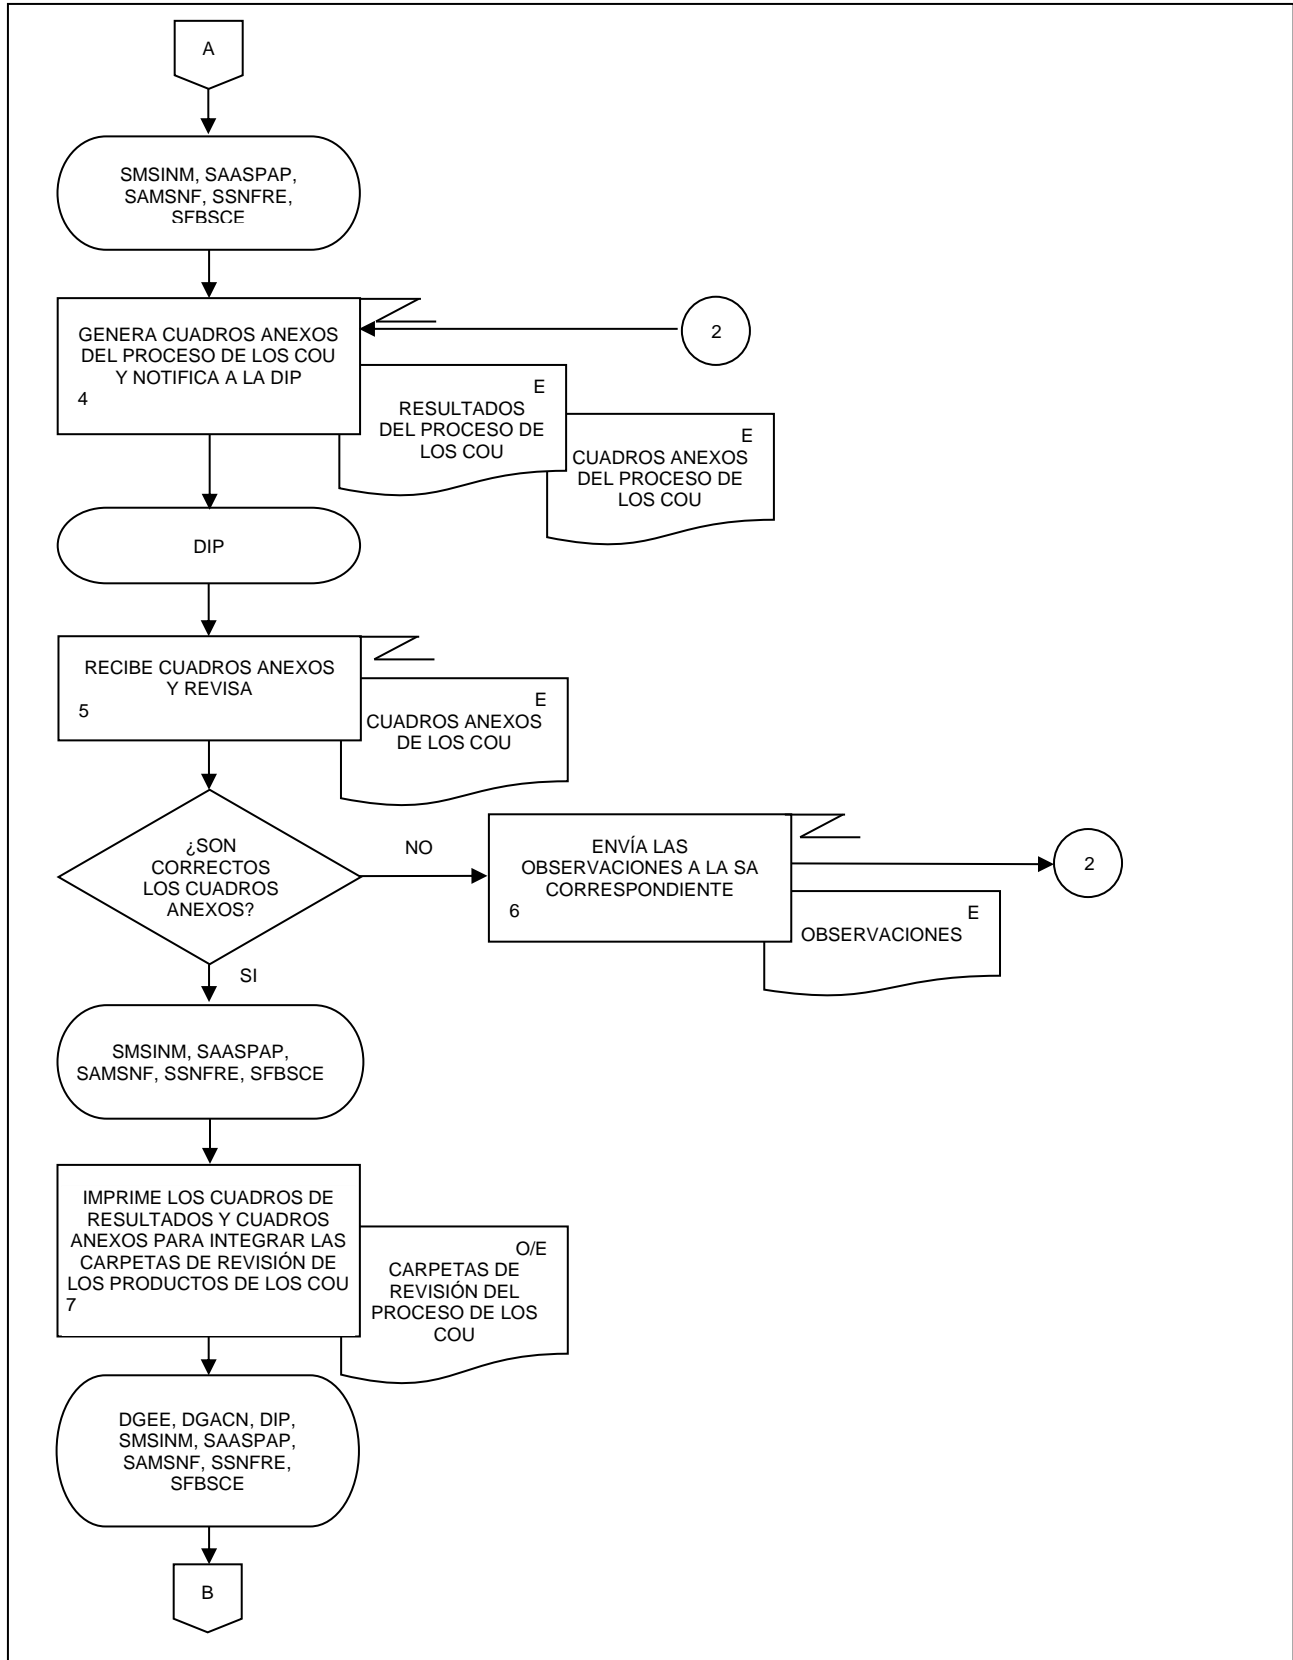 A
SMSINM, SAASPAP,
SAMSNF, SSNFRE,
SFBSCE
GENERA CUADROS ANEXOS
DEL PROCESO DE LOS COU
Y NOTIFICA A LA DIP
4
2
E
RESULTADOS
DEL PROCESO DE
LOS COU
E
CUADROS ANEXOS
DEL PROCESO DE
LOS COU
DIP
RECIBE CUADROS ANEXOS
Y REVISA
5
E
CUADROS ANEXOS
DE LOS COU
¿SON
CORRECTOS
LOS CUADROS
ANEXOS?
NO
ENVÍA LAS
OBSERVACIONES A LA SA
CORRESPONDIENTE
6
2
E
OBSERVACIONES
SI
SMSINM, SAASPAP,
SAMSNF, SSNFRE, SFBSCE
IMPRIME LOS CUADROS DE
RESULTADOS Y CUADROS
ANEXOS PARA INTEGRAR LAS
CARPETAS DE REVISIÓN DE
LOS PRODUCTOS DE LOS COU
7
O/E
CARPETAS DE
REVISIÓN DEL
PROCESO DE LOS
COU
DGEE, DGACN, DIP,
SMSINM, SAASPAP,
SAMSNF, SSNFRE,
SFBSCE
B